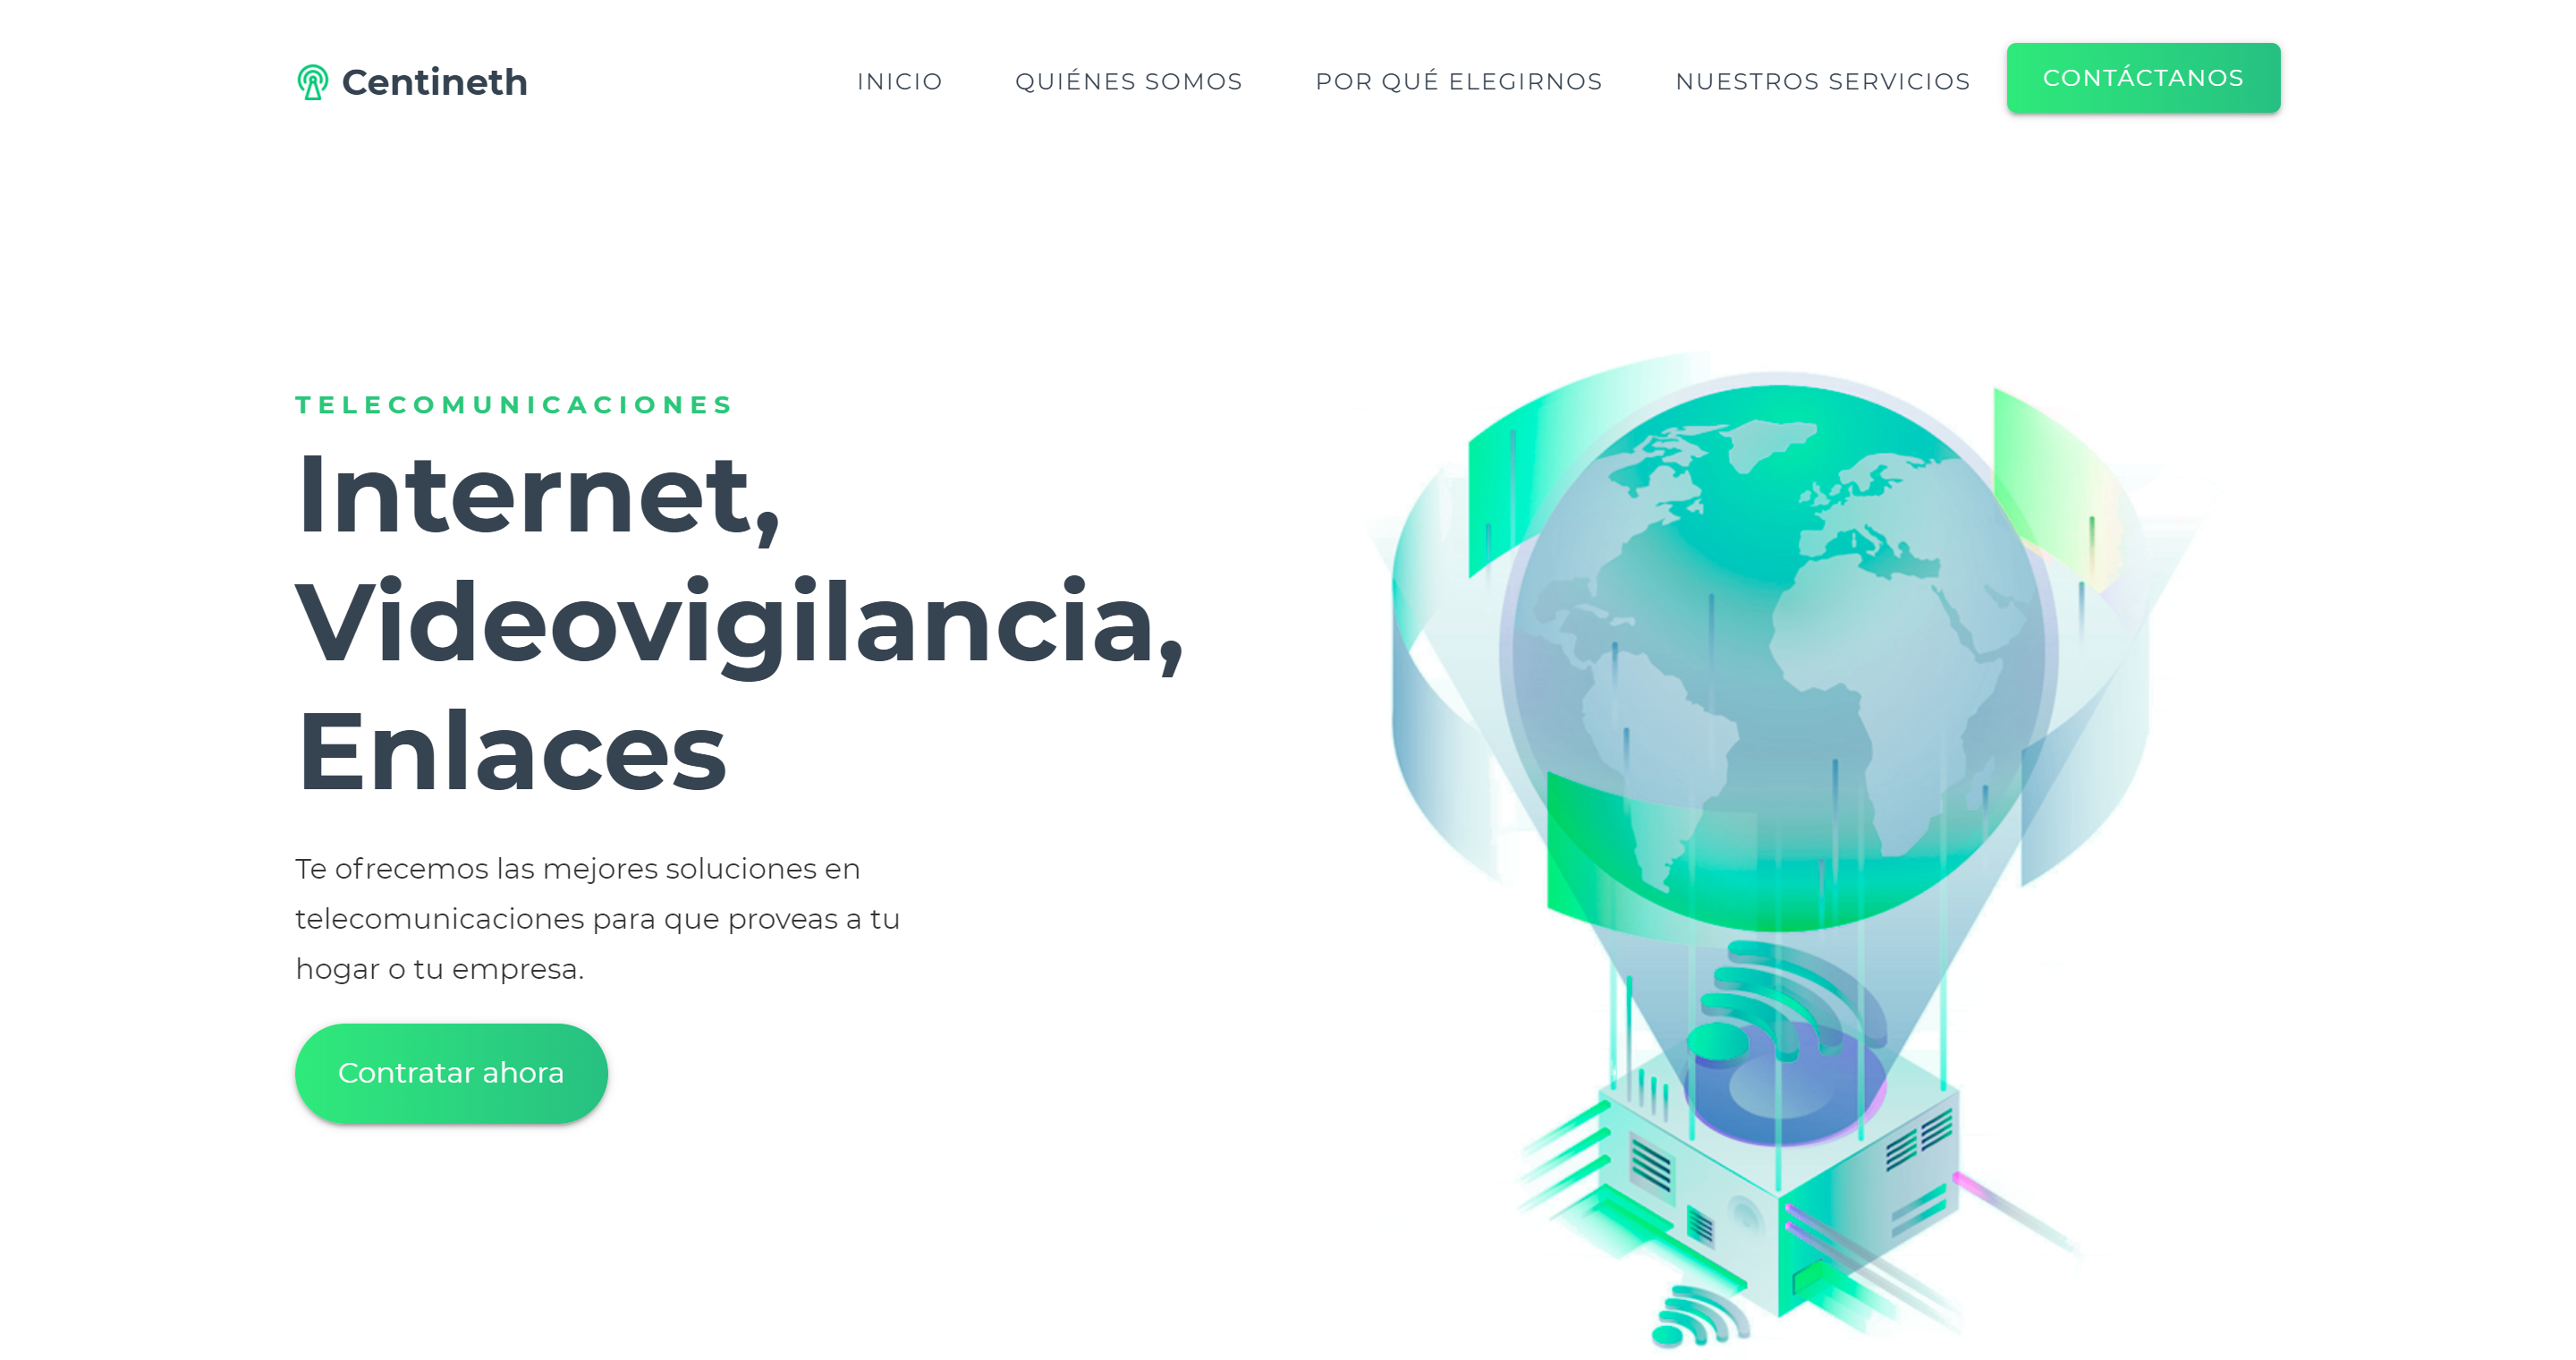 Centineth
INICIO
QUIÉNES SOMOS
POR QUÉ ELEGIRNOS
NUESTROS SERVICIOS
CONTÁCTANOS
TELECOMUNICACIONES
Internet,
Videovigilancia,
Enlaces
Te ofrecemos las mejores soluciones en
telecomunicaciones para que proveas a tu
hogar o tu empresa.
Contratar ahora